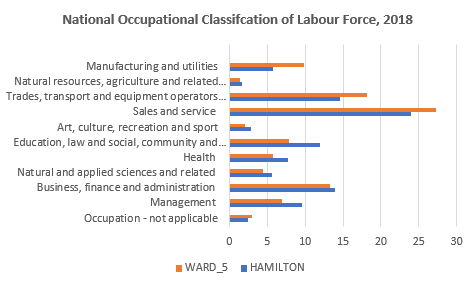 National Occupational Classifcation of Labour Force, 2018
Manufacturing and utilities
Natural resources, agriculture and related...
Trades, transport and equipment operators...
Sales and service
Art, culture, recreation and sport
Education, law and social, community and...
Health
Natural and applied sciences and related
Business, finance and administration
Management
Occupation - not applicable
0 5 10 15 20 25 30
WARD_5 HAMILTON